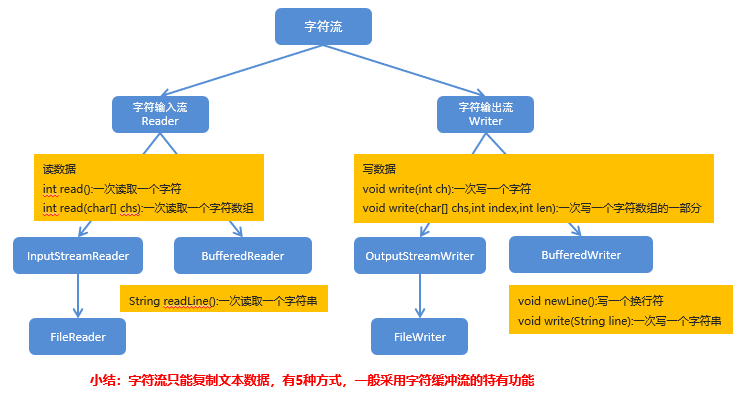 字符流
字符输入流
Reader
字符输出流
Writer
读数据
int read():一次读取一个字符
int read(char[] chs):一次读取一个字符数组
写数据
void write(int ch):一次写一个字符
void write(char[] chs,int index,int len):一次写一个字符数组的一部分
InputStreamReader
BufferedReader
OutputStreamWriter
BufferedWriter
String readLine():一次读取一个字符串
void newLine():写一个换行符
void write(String line):一次写一个字符串
FileReader
FileWriter
小结：字符流只能复制文本数据，有5种方式，一般采用字符缓冲流的特有功能